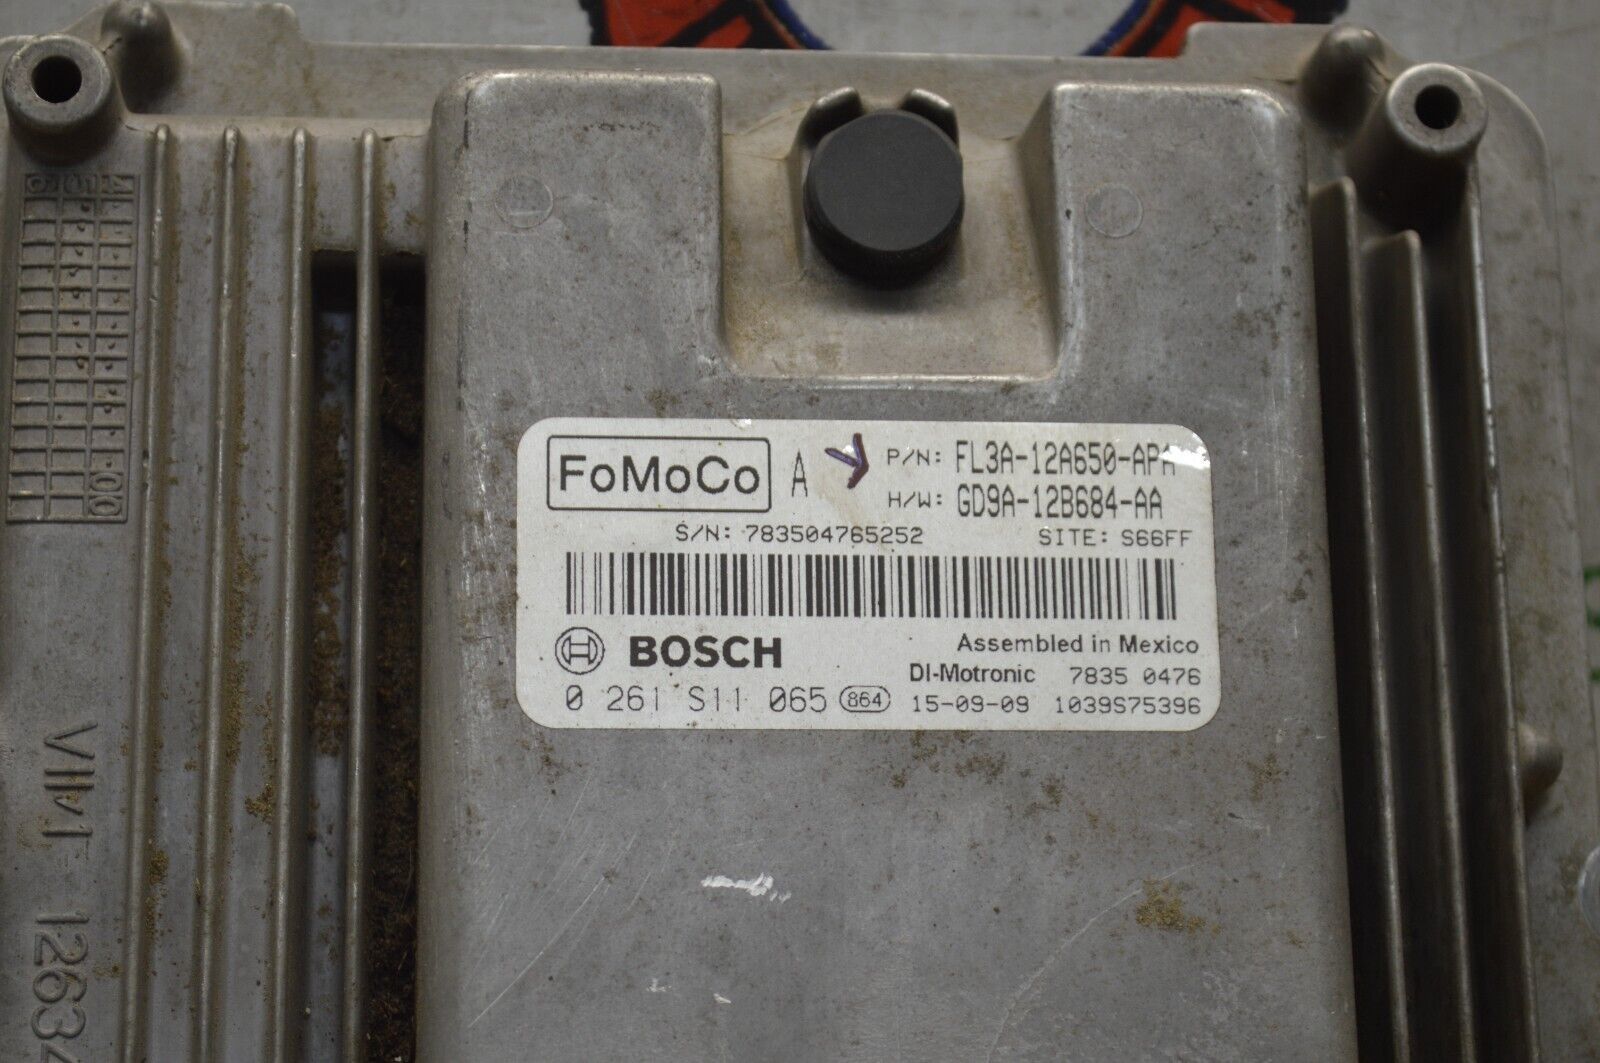 FoMoCo A P/N: FL3A-12A650-APA
H/W: GD9A-12B684-AA
S/N: 783504765252 SITE: S66FF
BOSCH Assembled in Mexico
DI-Motronic 7835 0476
0 261 S11 065 864 15-09-09 1039S75396